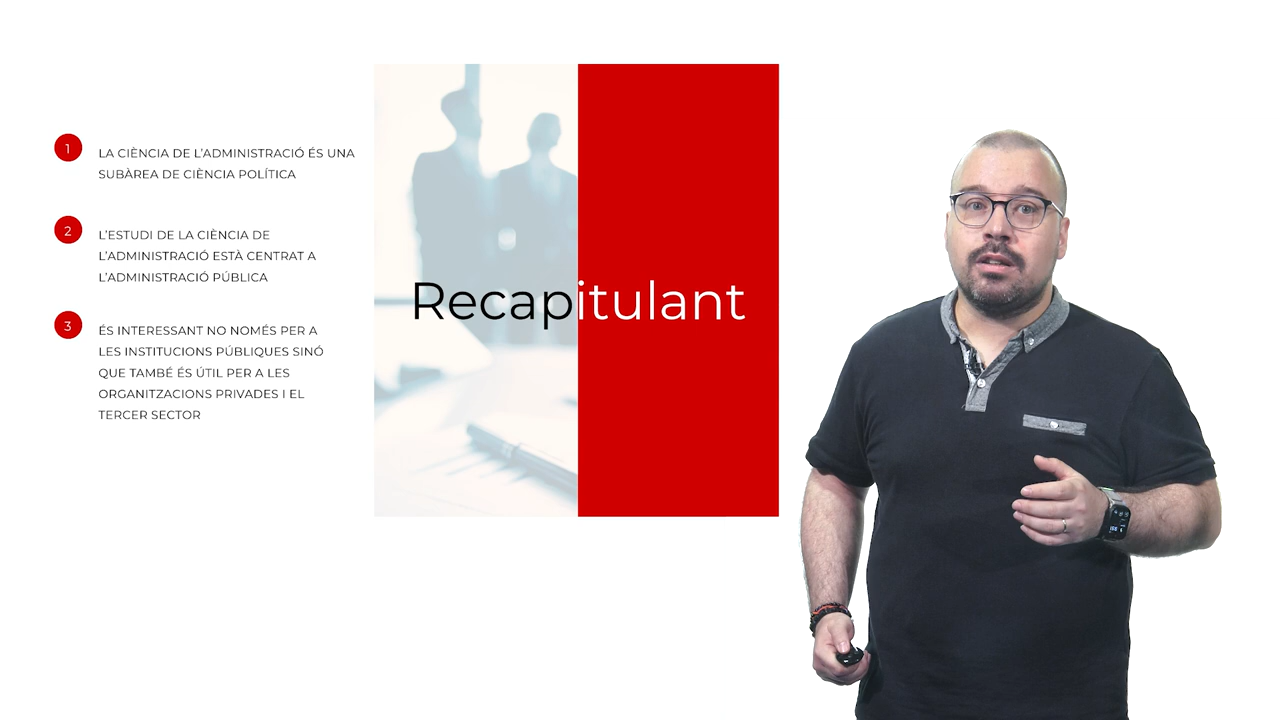 1
LA CIÈNCIA DE L'ADMINISTRACIÓ ÉS UNA
SUBÀREA DE CIÈNCIA POLÍTICA
2
L'ESTUDI DE LA CIÈNCIA DE
L'ADMINISTRACIÓ ESTÀ CENTRAT A
L'ADMINISTRACIÓ PÚBLICA
3
ÉS INTERESSANT NO NOMÉS PER A
LES INSTITUCIONS PÚBLIQUES SINÓ
QUE TAMBÉ ÉS ÚTIL PER A LES
ORGANITZACIONS PRIVADES I EL
TERCER SECTOR
Recapitulant